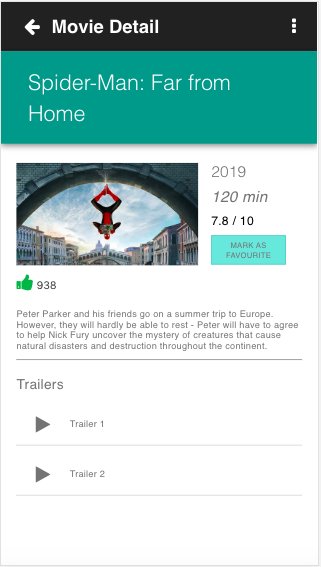 Movie Detail
Spider-Man: Far from
Home
2019
120 min
7.8 / 10
MARK AS
FAVOURITE
938
Peter Parker and his friends go on a summer trip to Europe.
However, they will hardly be able to rest - Peter will have to agree
to help Nick Fury uncover the mystery of creatures that cause
natural disasters and destruction throughout the continent.
Trailers
Trailer 1
Trailer 2